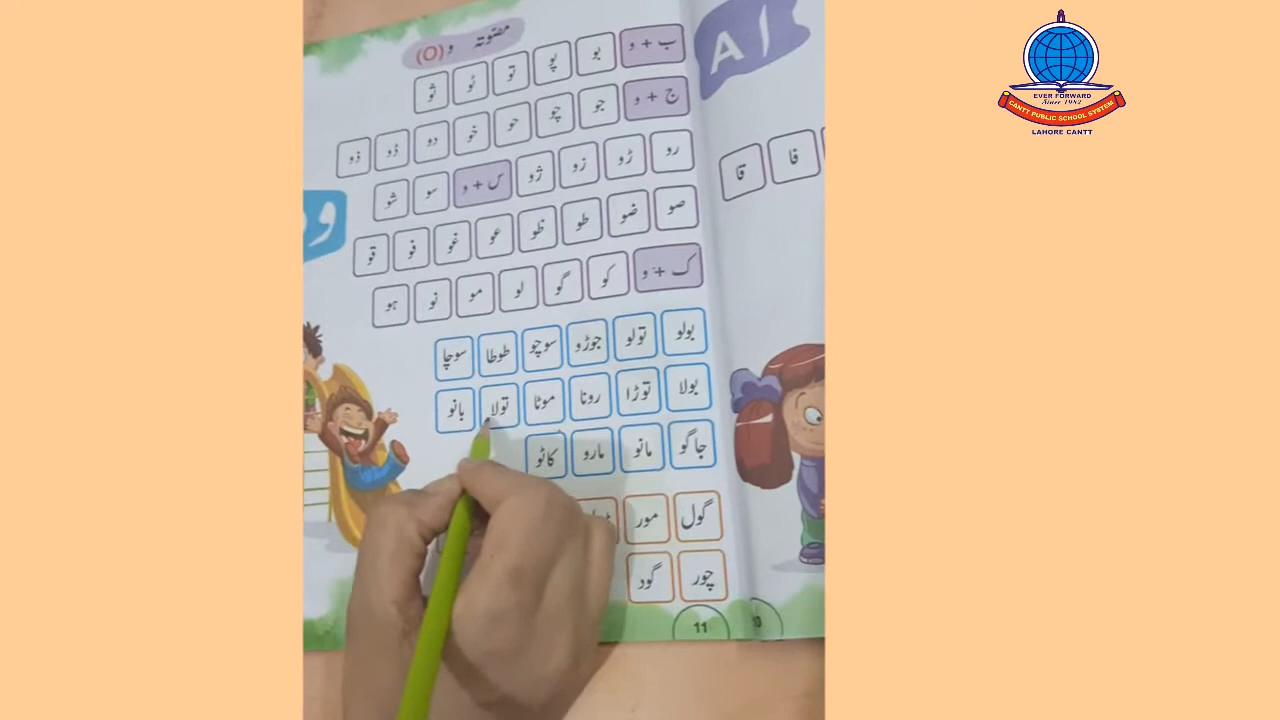 مفتوحہ و (O)
ب + و بو پو تو ٹو ثو
ج + و جو چو حو خو دو ڈو ذو
رو ڑو زو ژو س + و سو شو
صو ضو طو ظو عو غو فو قو
ک + و کو گو لو مو نو ہو
بولو تولو جوڑو سوچو طوطا سوچا
بولا توڑا رونا موٹا تولا بانو
جاگو مانو مارو کاٹو
گول مور
چور گود
11
A ا
فا قا
EVER FORWARD
Since 1982
CANTT PUBLIC SCHOOL SYSTEM
LAHORE CANTT